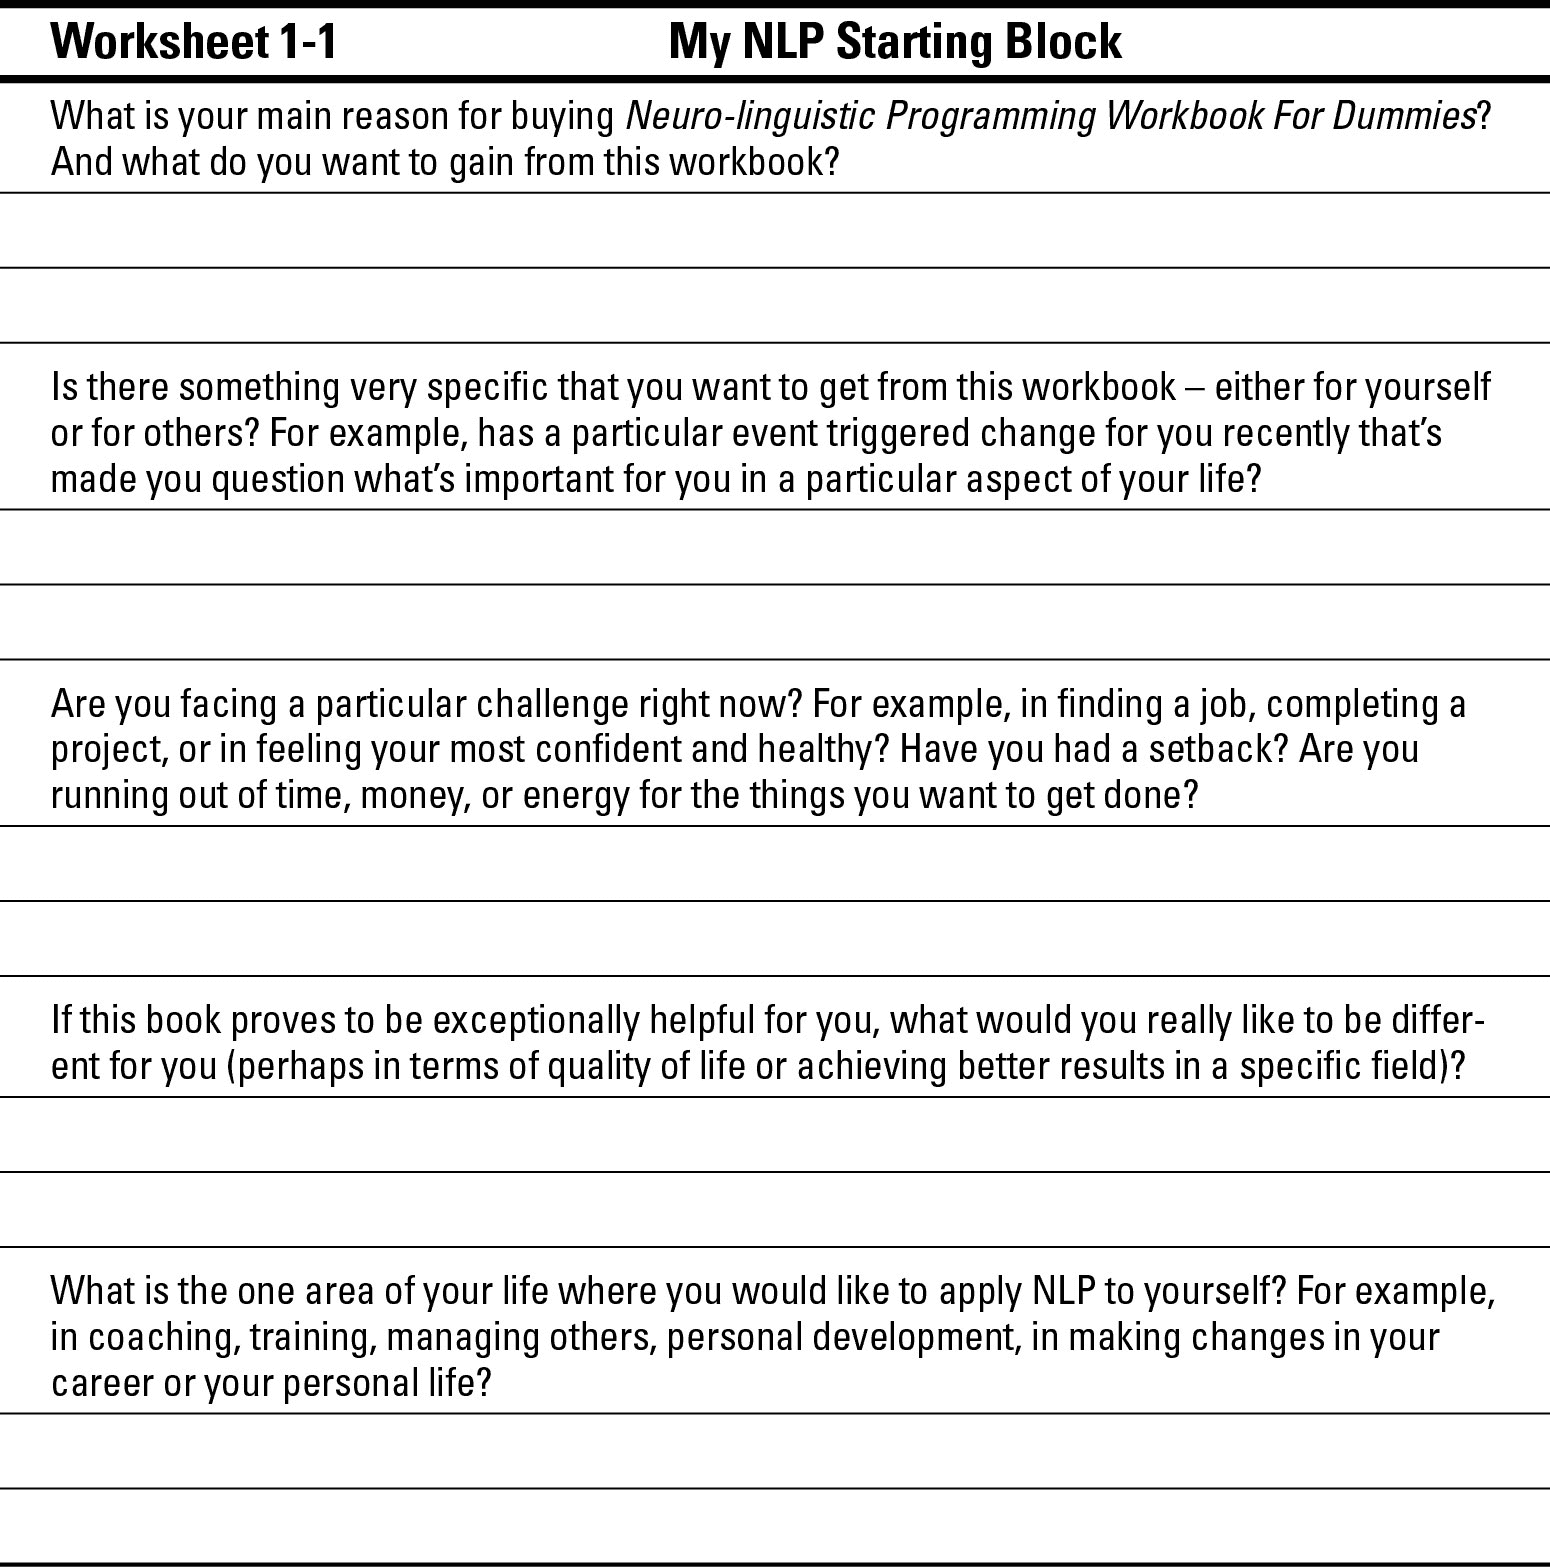 Worksheet 1-1 My NLP Starting Block
What is your main reason for buying Neuro-linguistic Programming Workbook For Dummies?
And what do you want to gain from this workbook?
Is there something very specific that you want to get from this workbook – either for yourself
or for others? For example, has a particular event triggered change for you recently that’s
made you question what’s important for you in a particular aspect of your life?
Are you facing a particular challenge right now? For example, in finding a job, completing a
project, or in feeling your most confident and healthy? Have you had a setback? Are you
running out of time, money, or energy for the things you want to get done?
If this book proves to be exceptionally helpful for you, what would you really like to be differ-
ent for you (perhaps in terms of quality of life or achieving better results in a specific field)?
What is the one area of your life where you would like to apply NLP to yourself? For example,
in coaching, training, managing others, personal development, in making changes in your
career or your personal life?